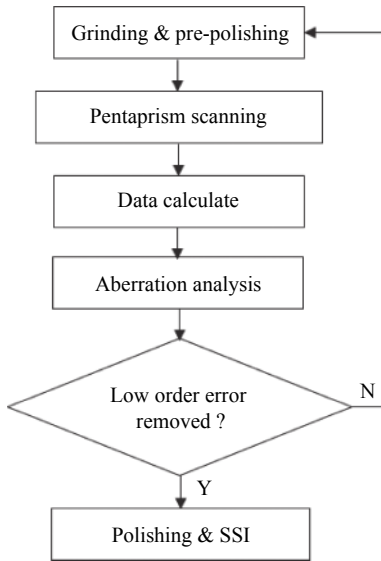 Grinding & pre-polishing
Pentaprism scanning
Data calculate
Aberration analysis
Low order error
removed ?
N
Y
Polishing & SSI